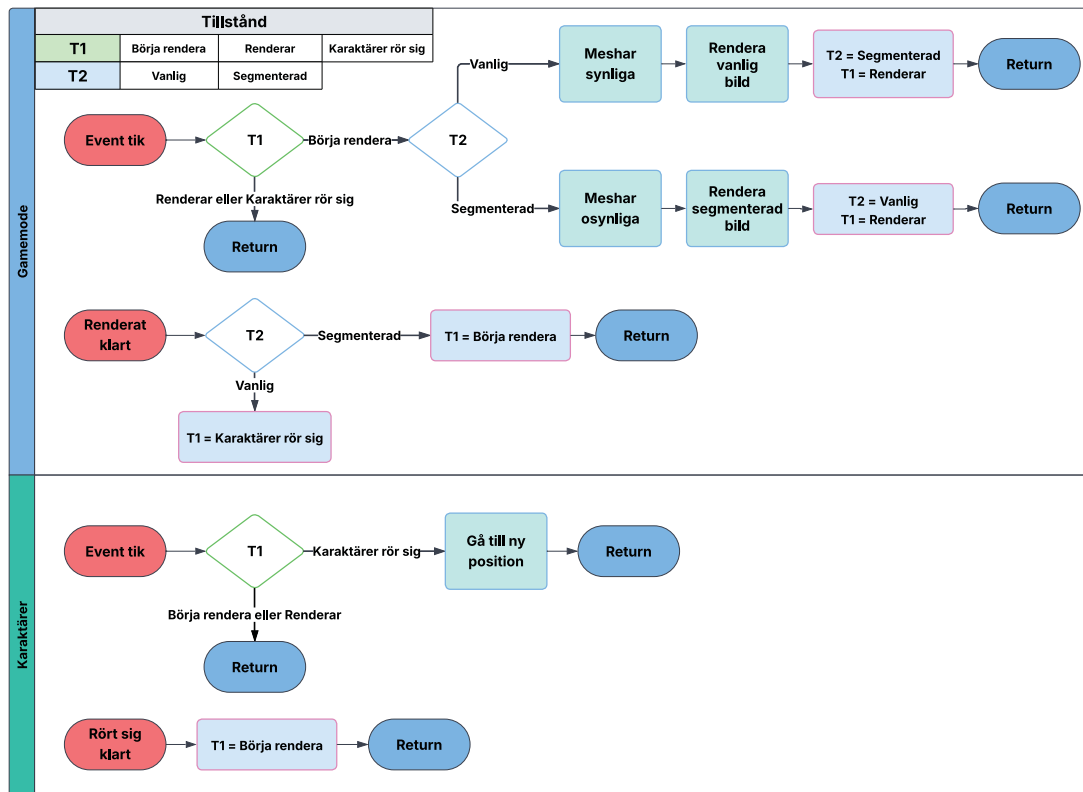 Tillstånd
T1
Börja rendera
Renderar
Karaktärer rör sig
T2
Vanlig
Segmenterad
Gamemode
Event tik
T1
Börja rendera
Renderar eller Karaktärer rör sig
Return
T2
Vanlig
Meshar
synliga
Rendera
vanlig
bild
T2 = Segmenterad
T1 = Renderar
Return
Segmenterad
Meshar
osynliga
Rendera
segmenterad
bild
T2 = Vanlig
T1 = Renderar
Return
Renderat
klart
T2
Segmenterad
T1 = Börja rendera
Return
Vanlig
T1 = Karaktärer rör sig
Karaktärer
Event tik
T1
Karaktärer rör sig
Gå till ny
position
Return
Börja rendera eller Renderar
Return
Rört sig
klart
T1 = Börja rendera
Return